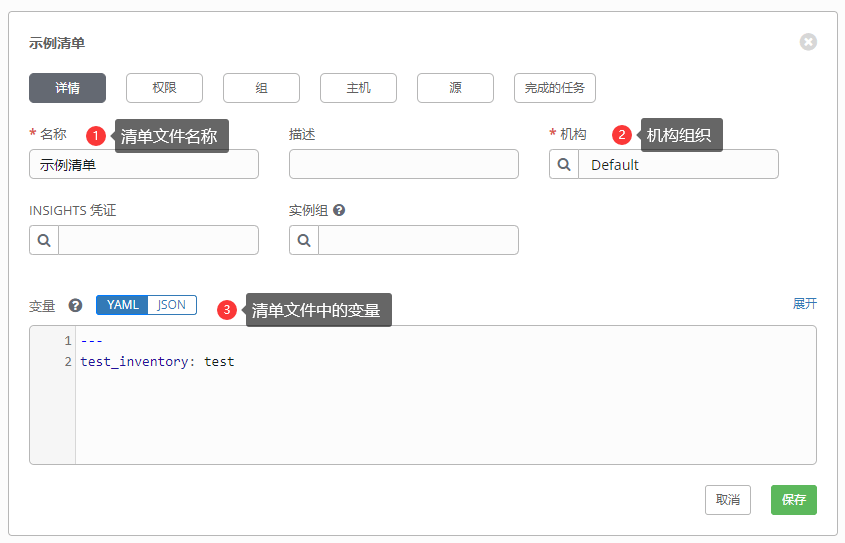 示例清单
详情 权限 组 主机 源 完成的任务
* 名称 1 清单文件名称 描述 * 机构 2 机构组织
示例清单 Default
INSIGHTS 凭证 实例组 ?
变量 ? YAML JSON 3 清单文件中的变量 展开
1 ---
2 test_inventory: test
取消 保存